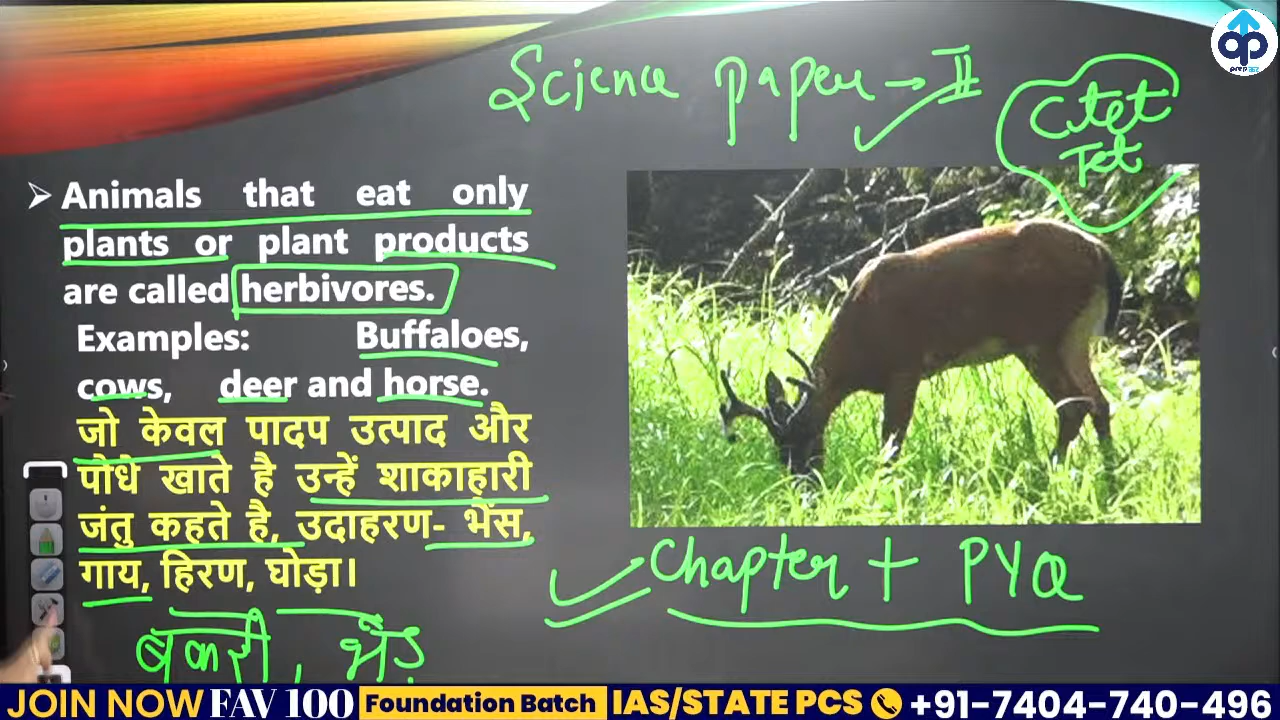 Science paper → II
Ctet
Tet
➢ Animals that eat only
plants or plant products
are called herbivores.
Examples: Buffaloes,
cows, deer and horse.
जो केवल पादप उत्पाद और
पौधे खाते है उन्हें शाकाहारी
जंतु कहते है, उदाहरण- भैंस,
गाय, हिरण, घोड़ा।
बकरी, भेड़
Chapter + PYQ
prep
JOIN NOW FAV 100 Foundation Batch IAS/STATE PCS +91-7404-740-496